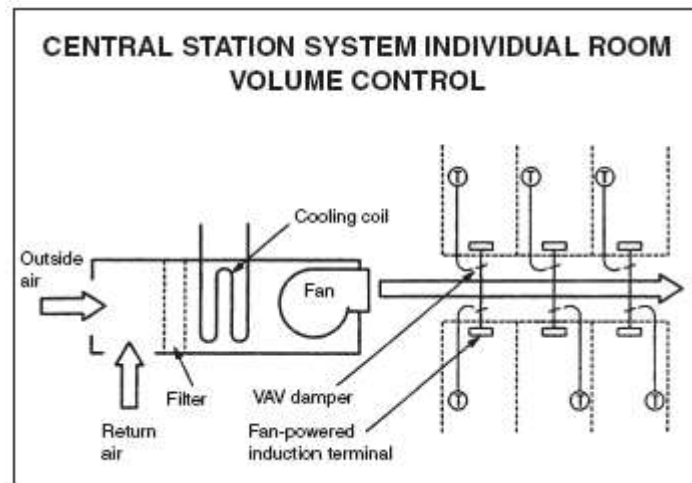 CENTRAL STATION SYSTEM INDIVIDUAL ROOM
VOLUME CONTROL
T
T
T
Cooling coil
Outside
air
Fan
Filter
VAV damper
T
T
T
Return
air
Fan-powered
induction terminal